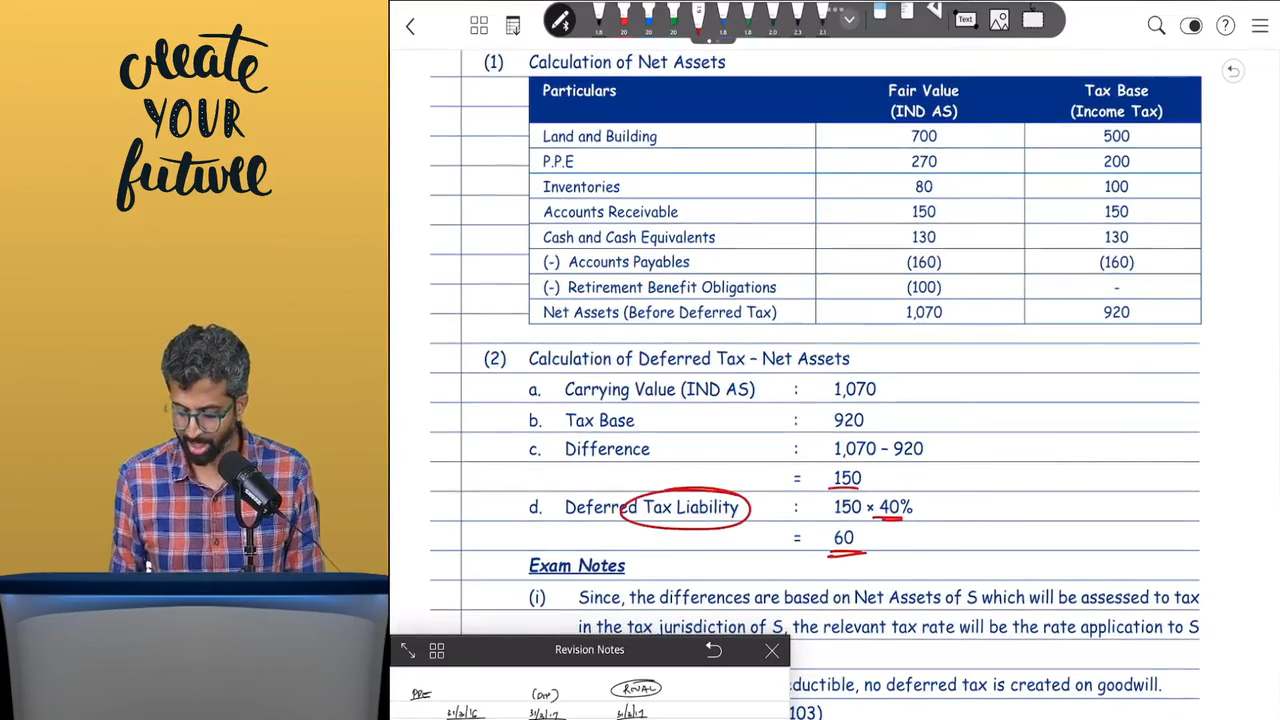 create
YOUR
future
Text
(1) Calculation of Net Assets
Particulars Fair Value (IND AS) Tax Base (Income Tax)
Land and Building 700 500
P.P.E 270 200
Inventories 80 100
Accounts Receivable 150 150
Cash and Cash Equivalents 130 130
(-) Accounts Payables (160) (160)
(-) Retirement Benefit Obligations (100) -
Net Assets (Before Deferred Tax) 1,070 920
(2) Calculation of Deferred Tax – Net Assets
a. Carrying Value (IND AS) : 1,070
b. Tax Base : 920
c. Difference : 1,070 – 920
= 150
d. Deferred Tax Liability : 150 × 40%
= 60
Exam Notes
(i) Since, the differences are based on Net Assets of S which will be assessed to tax
in the tax jurisdiction of S, the relevant tax rate will be the rate application to S
Revision Notes
ductible, no deferred tax is created on goodwill.
103)
PPE
31/3/17